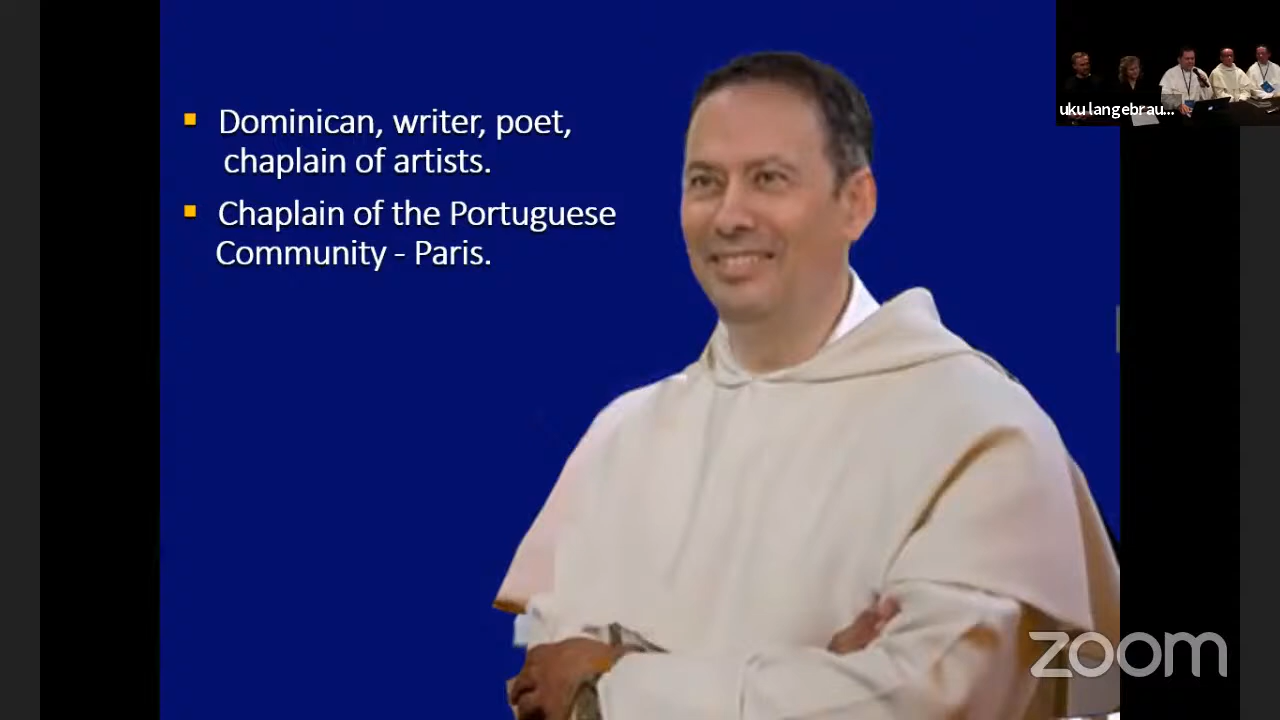 Dominican, writer, poet,
chaplain of artists.
Chaplain of the Portuguese
Community - Paris.
uku langebrau...
zoom